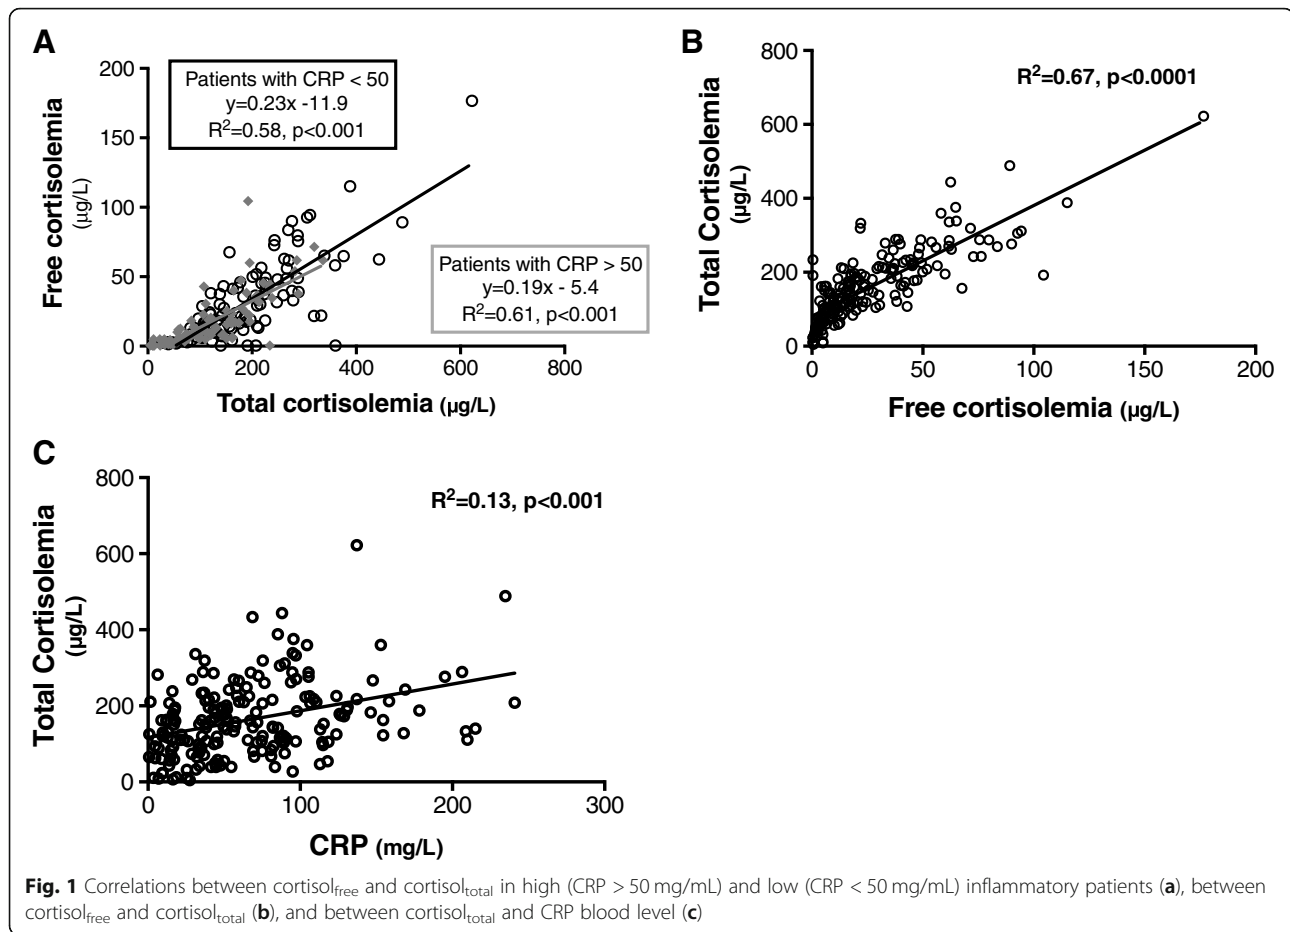 A
Free cortisolemia
(µg/L)
200
150
100
50
0
Patients with CRP < 50
y=0.23x -11.9
R²=0.58, p<0.001
Patients with CRP > 50
y=0.19x - 5.4
R²=0.61, p<0.001
0 200 400 600 800
Total cortisolemia (µg/L)
B
Total Cortisolemia
(µg/L)
800
600
400
200
0
R²=0.67, p<0.0001
0 50 100 150 200
Free cortisolemia (µg/L)
C
Total Cortisolemia
(µg/L)
800
600
400
200
0
R²=0.13, p<0.001
0 100 200 300
CRP (mg/L)
Fig. 1 Correlations between cortisol_free and cortisol_total in high (CRP > 50 mg/mL) and low (CRP < 50 mg/mL) inflammatory patients (a), between
cortisol_free and cortisol_total (b), and between cortisol_total and CRP blood level (c)